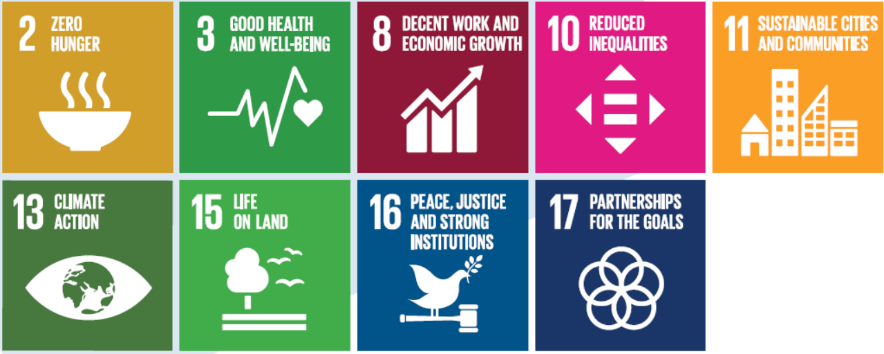 2 ZERO
HUNGER
3 GOOD HEALTH
AND WELL-BEING
8 DECENT WORK AND
ECONOMIC GROWTH
10 REDUCED
INEQUALITIES
11 SUSTAINABLE CITIES
AND COMMUNITIES
13 CLIMATE
ACTION
15 LIFE
ON LAND
16 PEACE, JUSTICE
AND STRONG
INSTITUTIONS
17 PARTNERSHIPS
FOR THE GOALS